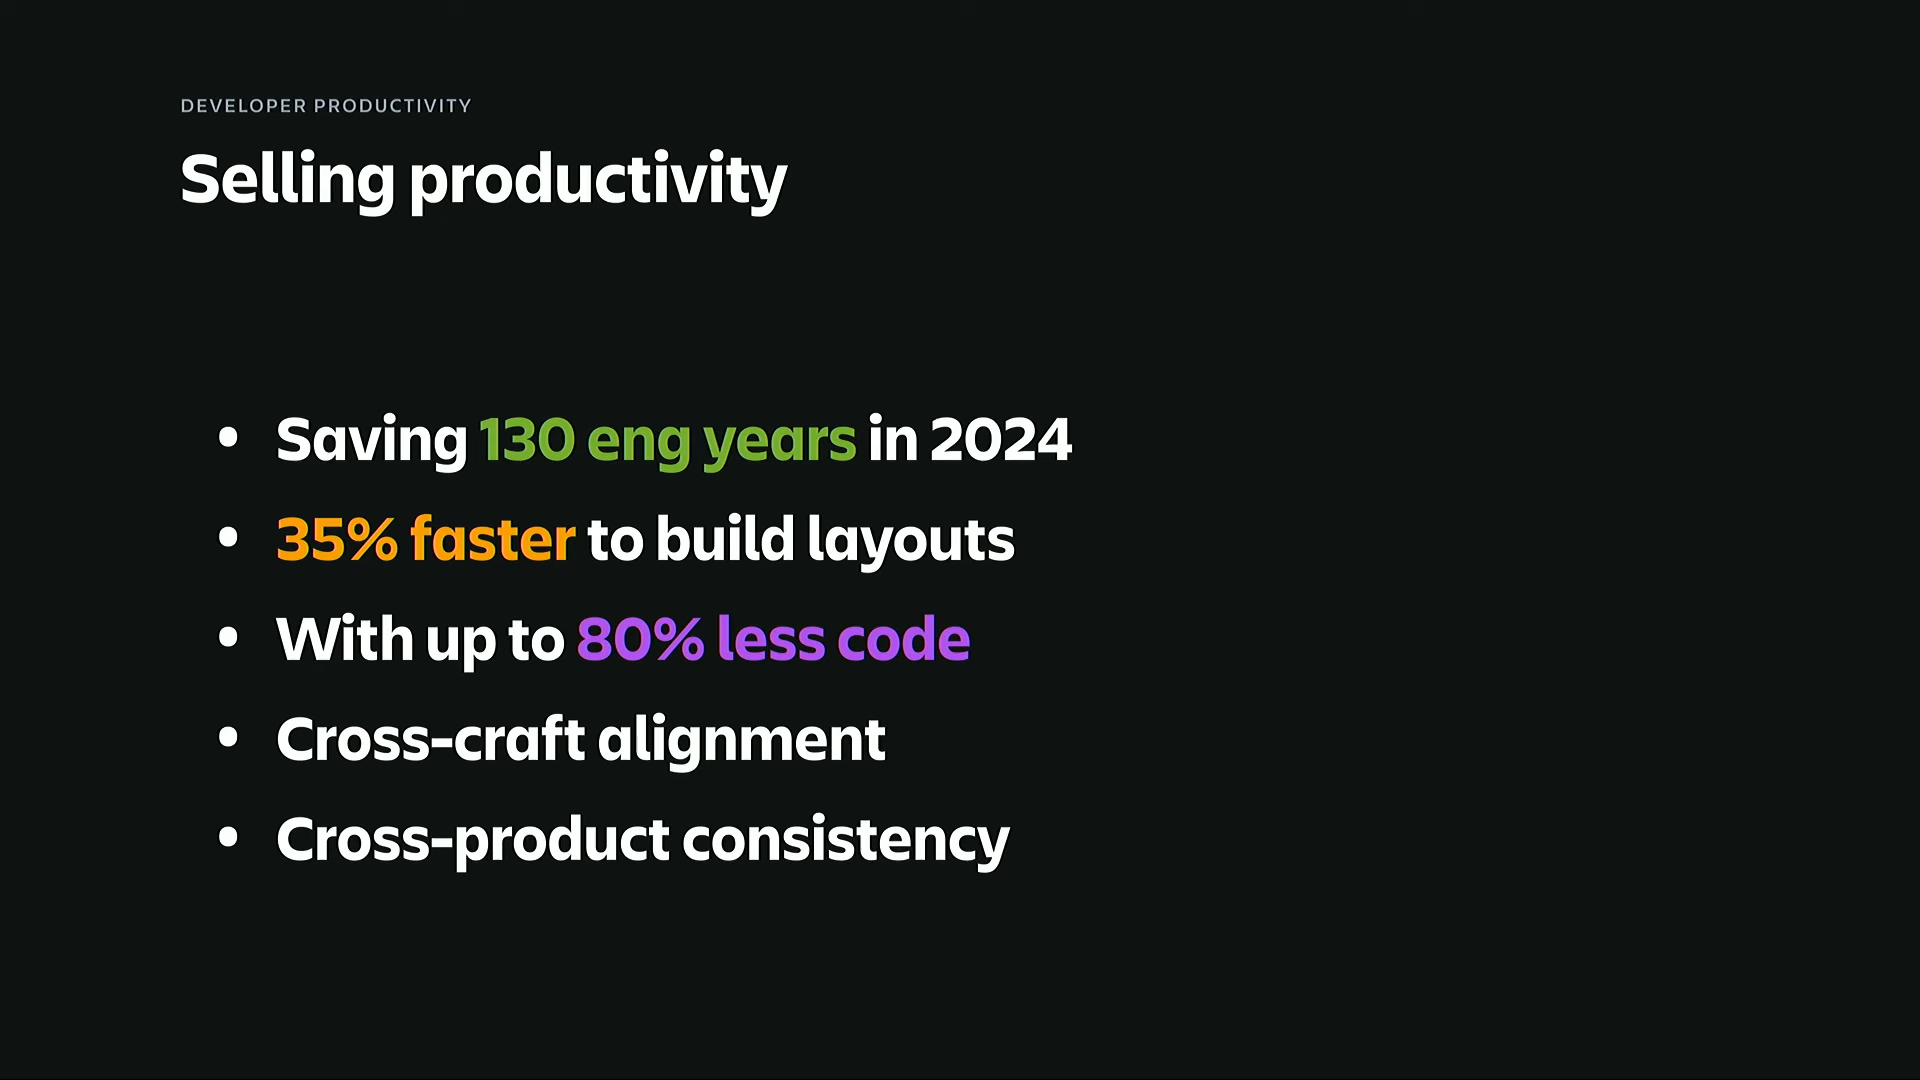 DEVELOPER PRODUCTIVITY
Selling productivity
• Saving 130 eng years in 2024
• 35% faster to build layouts
• With up to 80% less code
• Cross-craft alignment
• Cross-product consistency